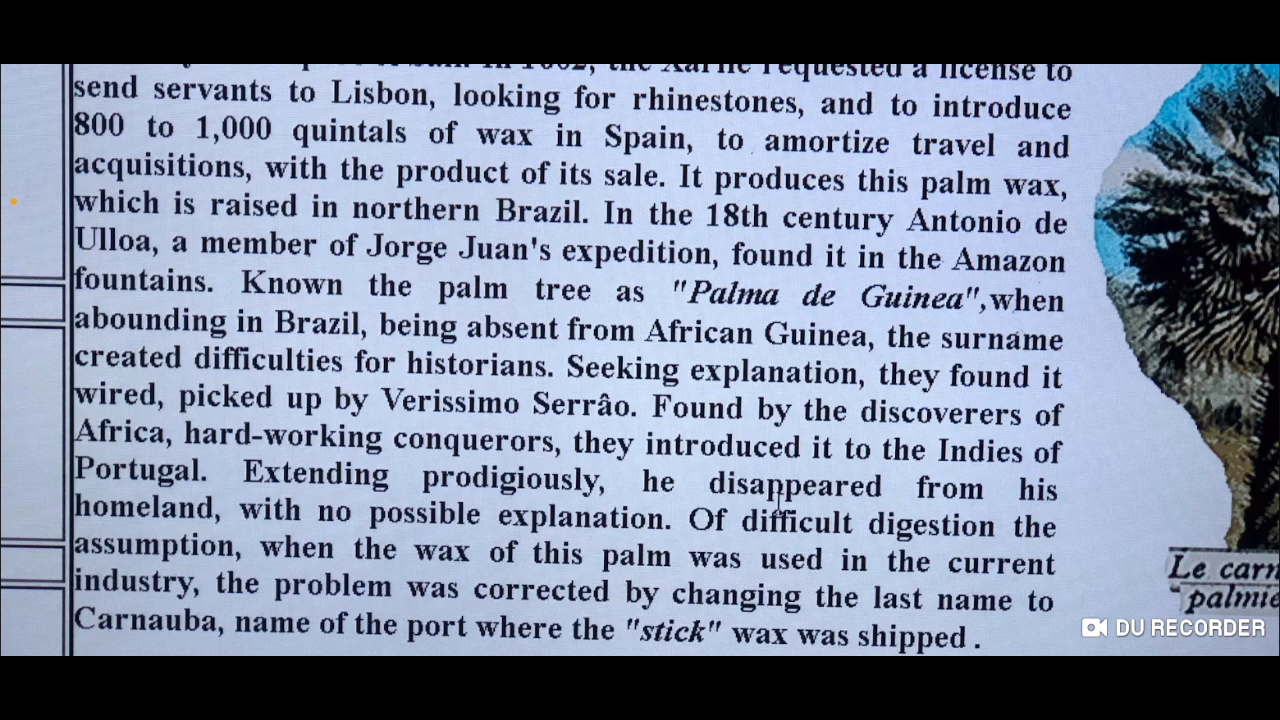 In 1602, the Xarife requested a license to
send servants to Lisbon, looking for rhinestones, and to introduce
800 to 1,000 quintals of wax in Spain, to amortize travel and
acquisitions, with the product of its sale. It produces this palm wax,
which is raised in northern Brazil. In the 18th century Antonio de
Ulloa, a member of Jorge Juan's expedition, found it in the Amazon
fountains. Known the palm tree as "Palma de Guinea",when
abounding in Brazil, being absent from African Guinea, the surname
created difficulties for historians. Seeking explanation, they found it
wired, picked up by Verissimo Serrâo. Found by the discoverers of
Africa, hard-working conquerors, they introduced it to the Indies of
Portugal. Extending prodigiously, he disappeared from his
homeland, with no possible explanation. Of difficult digestion the
assumption, when the wax of this palm was used in the current
industry, the problem was corrected by changing the last name to
Carnauba, name of the port where the "stick" wax was shipped .
Le carn
palmie
DU RECORDER